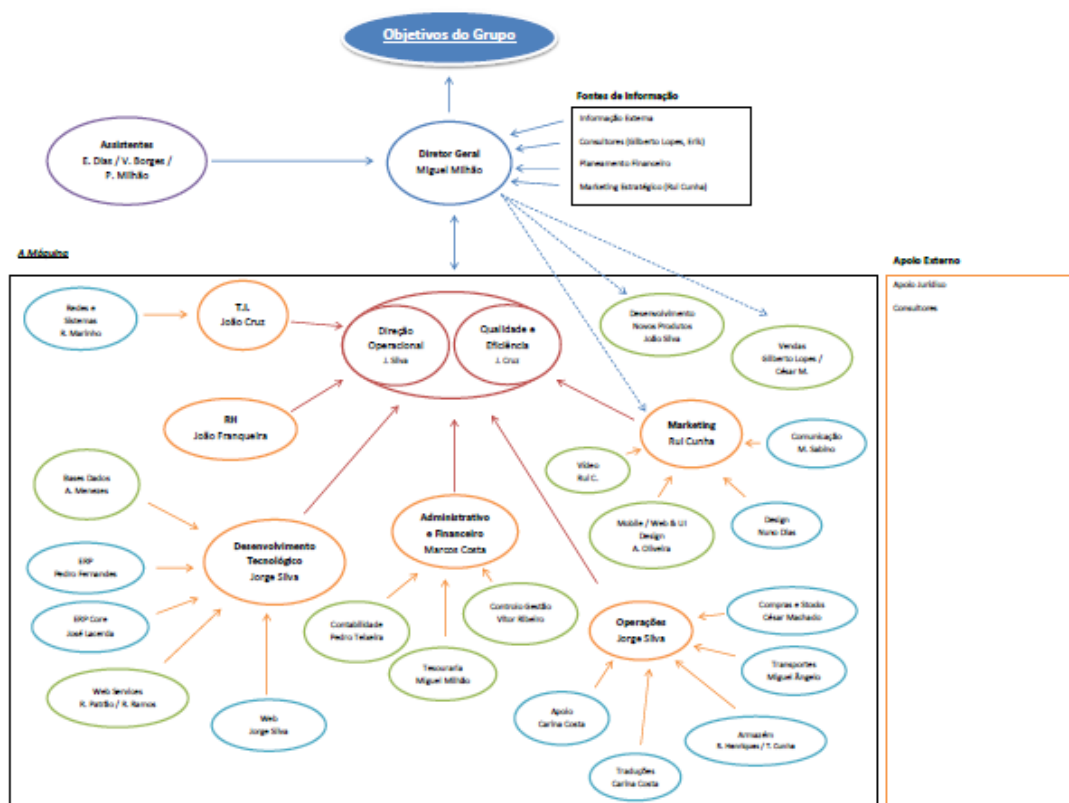 Objetivos do Grupo
Fontes de Informação
Informação Externa
Consultores (Gilberto Lopes, Erik)
Planeamento Financeiro
Marketing Estratégico (Rui Cunha)
Assistentes
E. Dias / V. Borges /
P. Milhão
Diretor Geral
Miguel Milhão
A Máquina
Apoio Externo
Apoio Jurídico
Consultores
Redes e
Sistemas
R. Marinho
T.I.
João Cruz
Direção
Operacional
J. Silva
Qualidade e
Eficiência
J. Cruz
Desenvolvimento
Novos Produtos
João Silva
Vendas
Gilberto Lopes /
César M.
RH
João Franqueira
Marketing
Rui Cunha
Comunicação
M. Sabino
Vídeo
Rui C.
Mobile / Web & UI
Design
A. Oliveira
Design
Nuno Dias
Bases Dados
A. Menezes
Administrativo
e Financeiro
Marcos Costa
Desenvolvimento
Tecnológico
Jorge Silva
ERP
Pedro Fernandes
ERP Core
José Lacerda
Web Services
R. Patrão / R. Ramos
Web
Jorge Silva
Contabilidade
Pedro Teixeira
Tesouraria
Miguel Milhão
Controlo Gestão
Vítor Ribeiro
Operações
Jorge Silva
Compras e Stocks
César Machado
Transportes
Miguel Ângelo
Armazém
R. Henriques / T. Cunha
Apoio
Carina Costa
Traduções
Carina Costa